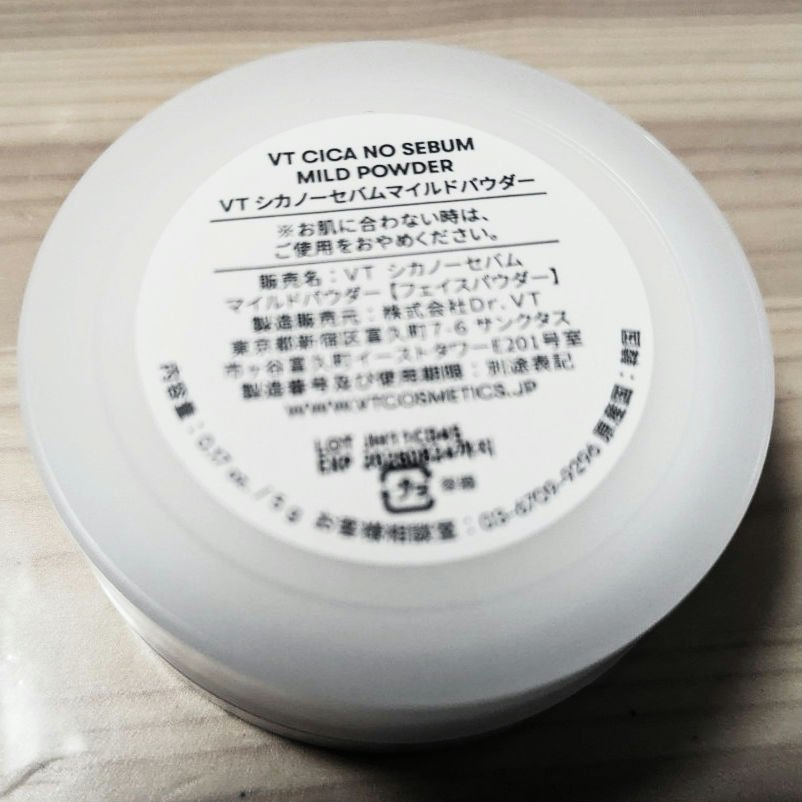 VT CICA NO SEBUM
MILD POWDER
VT シカノーセバムマイルドパウダー
※お肌に合わない時は、
ご使用をおやめください。
販売名：VT シカノーセバム
マイルドパウダー【フェイスパウダー】
製造販売元：株式会社Dr.VT
東京都新宿区富久町7-6 サンクタス
市ヶ谷富久町イーストタワーE201号室
製造番号及び使用期限：別途表記
www.VTCOSMETICS.JP
LOT
EXP
プラ
内容量：0.17 oz. / 5 g お客様相談室：03-6709-9296 原産国：韓国